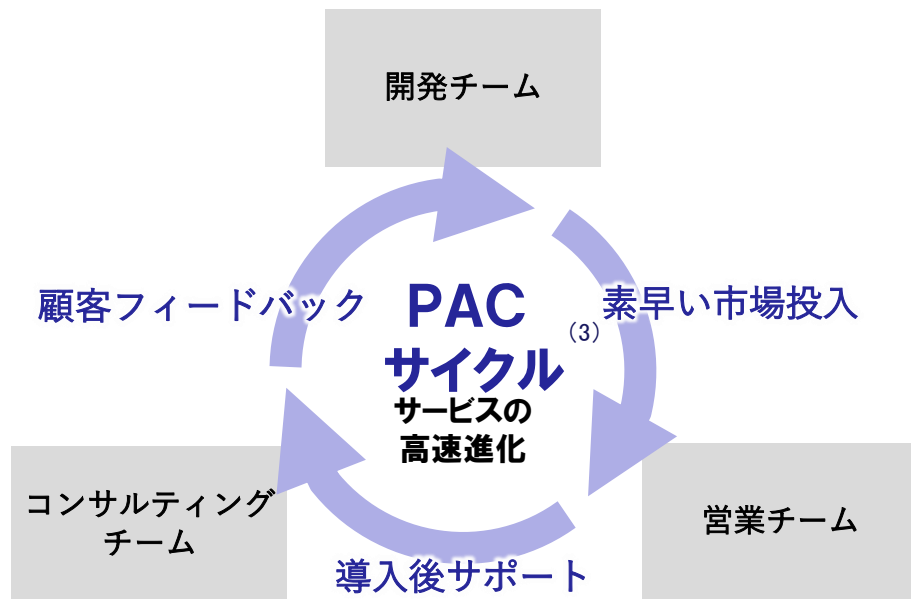 開発チーム
顧客フィードバック
PAC
サイクル
(3)
サービスの
高速進化
素早い市場投入
コンサルティング
チーム
営業チーム
導入後サポート